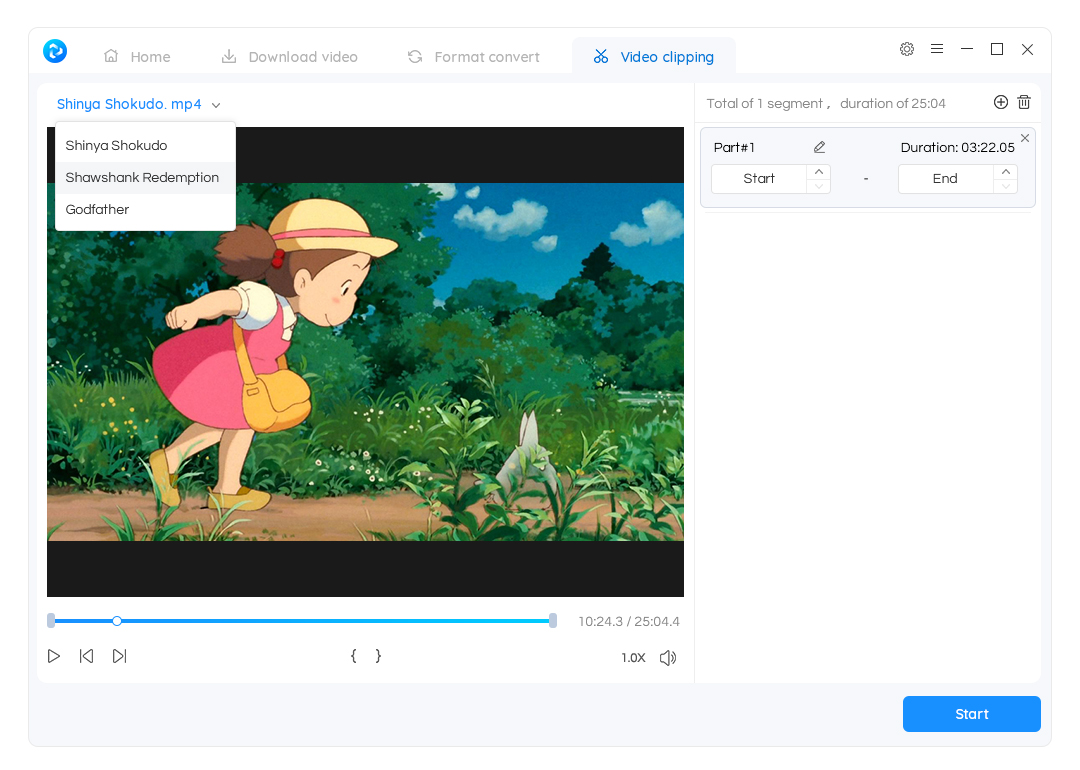 Home
Download video
Format convert
Video clipping
Shinya Shokudo. mp4
Total of 1 segment , duration of 25:04
Shinya Shokudo
Shawshank Redemption
Godfather
Part#1
Duration: 03:22.05
Start
-
End
10:24.3 / 25:04.4
{ }
1.0X
Start